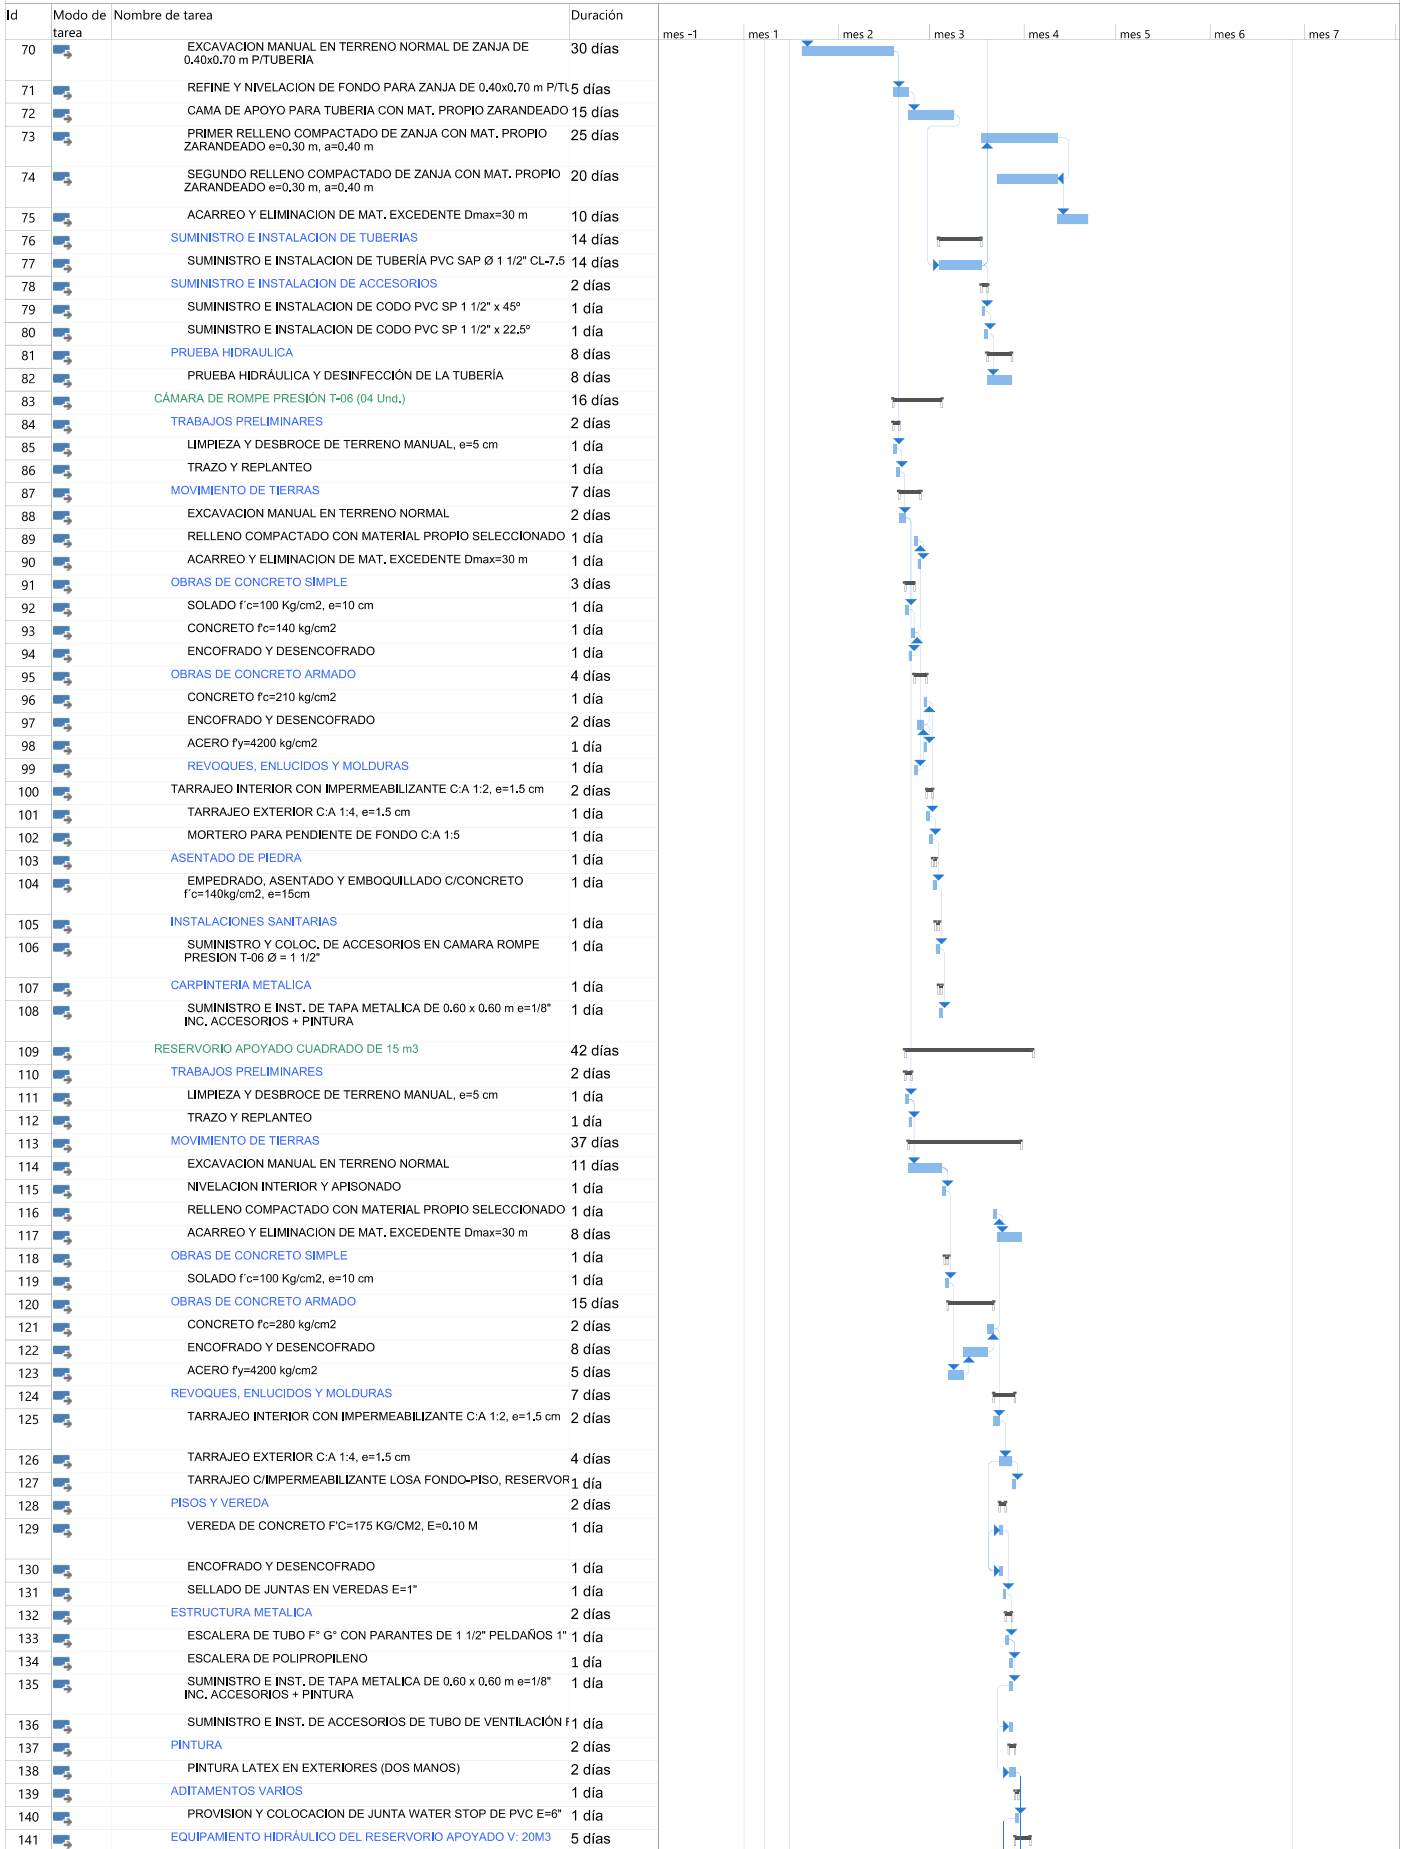 Id Modo de tarea Nombre de tarea Duración
mes -1 mes 1 mes 2 mes 3 mes 4 mes 5 mes 6 mes 7
70 EXCAVACION MANUAL EN TERRENO NORMAL DE ZANJA DE 30 días
0.40x0.70 m P/TUBERIA
71 REFINE Y NIVELACION DE FONDO PARA ZANJA DE 0.40x0.70 m P/TU 5 días
72 CAMA DE APOYO PARA TUBERIA CON MAT. PROPIO ZARANDEADO 15 días
73 PRIMER RELLENO COMPACTADO DE ZANJA CON MAT. PROPIO 25 días
ZARANDEADO e=0.30 m, a=0.40 m
74 SEGUNDO RELLENO COMPACTADO DE ZANJA CON MAT. PROPIO 20 días
ZARANDEADO e=0.30 m, a=0.40 m
75 ACARREO Y ELIMINACION DE MAT. EXCEDENTE Dmax=30 m 10 días
76 SUMINISTRO E INSTALACION DE TUBERIAS 14 días
77 SUMINISTRO E INSTALACION DE TUBERÍA PVC SAP Ø 1 1/2" CL-7.5 14 días
78 SUMINISTRO E INSTALACION DE ACCESORIOS 2 días
79 SUMINISTRO E INSTALACION DE CODO PVC SP 1 1/2" x 45º 1 día
80 SUMINISTRO E INSTALACION DE CODO PVC SP 1 1/2" x 22.5º 1 día
81 PRUEBA HIDRAULICA 8 días
82 PRUEBA HIDRÁULICA Y DESINFECCIÓN DE LA TUBERÍA 8 días
83 CÁMARA DE ROMPE PRESIÓN T-06 (04 Und.) 16 días
84 TRABAJOS PRELIMINARES 2 días
85 LIMPIEZA Y DESBROCE DE TERRENO MANUAL, e=5 cm 1 día
86 TRAZO Y REPLANTEO 1 día
87 MOVIMIENTO DE TIERRAS 7 días
88 EXCAVACION MANUAL EN TERRENO NORMAL 2 días
89 RELLENO COMPACTADO CON MATERIAL PROPIO SELECCIONADO 1 día
90 ACARREO Y ELIMINACION DE MAT. EXCEDENTE Dmax=30 m 1 día
91 OBRAS DE CONCRETO SIMPLE 3 días
92 SOLADO f´c=100 Kg/cm2, e=10 cm 1 día
93 CONCRETO f'c=140 kg/cm2 1 día
94 ENCOFRADO Y DESENCOFRADO 1 día
95 OBRAS DE CONCRETO ARMADO 4 días
96 CONCRETO f'c=210 kg/cm2 1 día
97 ENCOFRADO Y DESENCOFRADO 2 días
98 ACERO f'y=4200 kg/cm2 1 día
99 REVOQUES, ENLUCIDOS Y MOLDURAS 1 día
100 TARRAJEO INTERIOR CON IMPERMEABILIZANTE C:A 1:2, e=1.5 cm 2 días
101 TARRAJEO EXTERIOR C:A 1:4, e=1.5 cm 1 día
102 MORTERO PARA PENDIENTE DE FONDO C:A 1:5 1 día
103 ASENTADO DE PIEDRA 1 día
104 EMPEDRADO, ASENTADO Y EMBOQUILLADO C/CONCRETO 1 día
f´c=140kg/cm2, e=15cm
105 INSTALACIONES SANITARIAS 1 día
106 SUMINISTRO Y COLOC. DE ACCESORIOS EN CAMARA ROMPE 1 día
PRESION T-06 Ø = 1 1/2"
107 CARPINTERIA METALICA 1 día
108 SUMINISTRO E INST. DE TAPA METALICA DE 0.60 x 0.60 m e=1/8" 1 día
INC. ACCESORIOS + PINTURA
109 RESERVORIO APOYADO CUADRADO DE 15 m3 42 días
110 TRABAJOS PRELIMINARES 2 días
111 LIMPIEZA Y DESBROCE DE TERRENO MANUAL, e=5 cm 1 día
112 TRAZO Y REPLANTEO 1 día
113 MOVIMIENTO DE TIERRAS 37 días
114 EXCAVACION MANUAL EN TERRENO NORMAL 11 días
115 NIVELACION INTERIOR Y APISONADO 1 día
116 RELLENO COMPACTADO CON MATERIAL PROPIO SELECCIONADO 1 día
117 ACARREO Y ELIMINACION DE MAT. EXCEDENTE Dmax=30 m 8 días
118 OBRAS DE CONCRETO SIMPLE 1 día
119 SOLADO f´c=100 Kg/cm2, e=10 cm 1 día
120 OBRAS DE CONCRETO ARMADO 15 días
121 CONCRETO f'c=280 kg/cm2 2 días
122 ENCOFRADO Y DESENCOFRADO 8 días
123 ACERO f'y=4200 kg/cm2 5 días
124 REVOQUES, ENLUCIDOS Y MOLDURAS 7 días
125 TARRAJEO INTERIOR CON IMPERMEABILIZANTE C:A 1:2, e=1.5 cm 2 días
126 TARRAJEO EXTERIOR C:A 1:4, e=1.5 cm 4 días
127 TARRAJEO C/IMPERMEABILIZANTE LOSA FONDO-PISO, RESERVOR 1 día
128 PISOS Y VEREDA 2 días
129 VEREDA DE CONCRETO F'C=175 KG/CM2, E=0.10 M 1 día
130 ENCOFRADO Y DESENCOFRADO 1 día
131 SELLADO DE JUNTAS EN VEREDAS E=1" 1 día
132 ESTRUCTURA METALICA 2 días
133 ESCALERA DE TUBO F° G° CON PARANTES DE 1 1/2" PELDAÑOS 1" 1 día
134 ESCALERA DE POLIPROPILENO 1 día
135 SUMINISTRO E INST. DE TAPA METALICA DE 0.60 x 0.60 m e=1/8" 1 día
INC. ACCESORIOS + PINTURA
136 SUMINISTRO E INST. DE ACCESORIOS DE TUBO DE VENTILACIÓN 1 día
137 PINTURA 2 días
138 PINTURA LATEX EN EXTERIORES (DOS MANOS) 2 días
139 ADITAMENTOS VARIOS 1 día
140 PROVISION Y COLOCACION DE JUNTA WATER STOP DE PVC E=6" 1 día
141 EQUIPAMIENTO HIDRÁULICO DEL RESERVORIO APOYADO V: 20M3 5 días